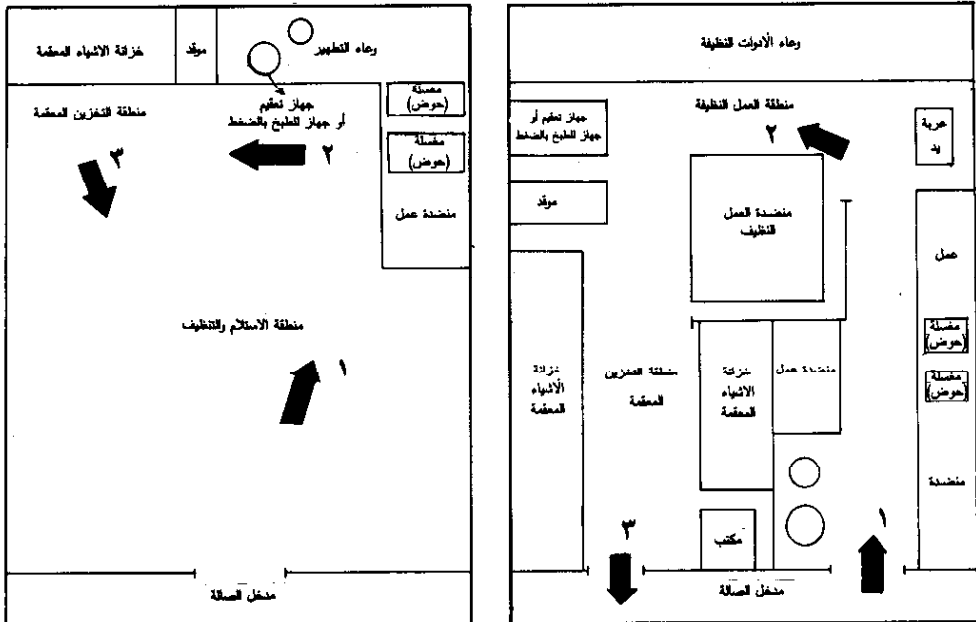 خزانة الاشياء المعقمة
موقد
وعاء التطهير
منطقة التخزين المعقمة
جهاز تعقيم
أو جهاز للطبخ بالضغط
مغسلة
(حوض)
مغسلة
(حوض)
٣
٢
منضدة عمل
منطقة الاستلام والتنظيف
١
مدخل الصالة
وعاء الأدوات النظيفة
منطقة العمل النظيفة
جهاز تعقيم أو
جهاز للطبخ بالضغط
٢
عربة
يد
موقد
منضدة العمل
النظيف
عمل
مغسلة
(حوض)
مغسلة
(حوض)
منضدة
خزانة
الأشياء
المعقمة
منطقة التخزين
المعقمة
خزانة
الأشياء
المعقمة
منضدة عمل
٣
مكتب
١
مدخل الصالة